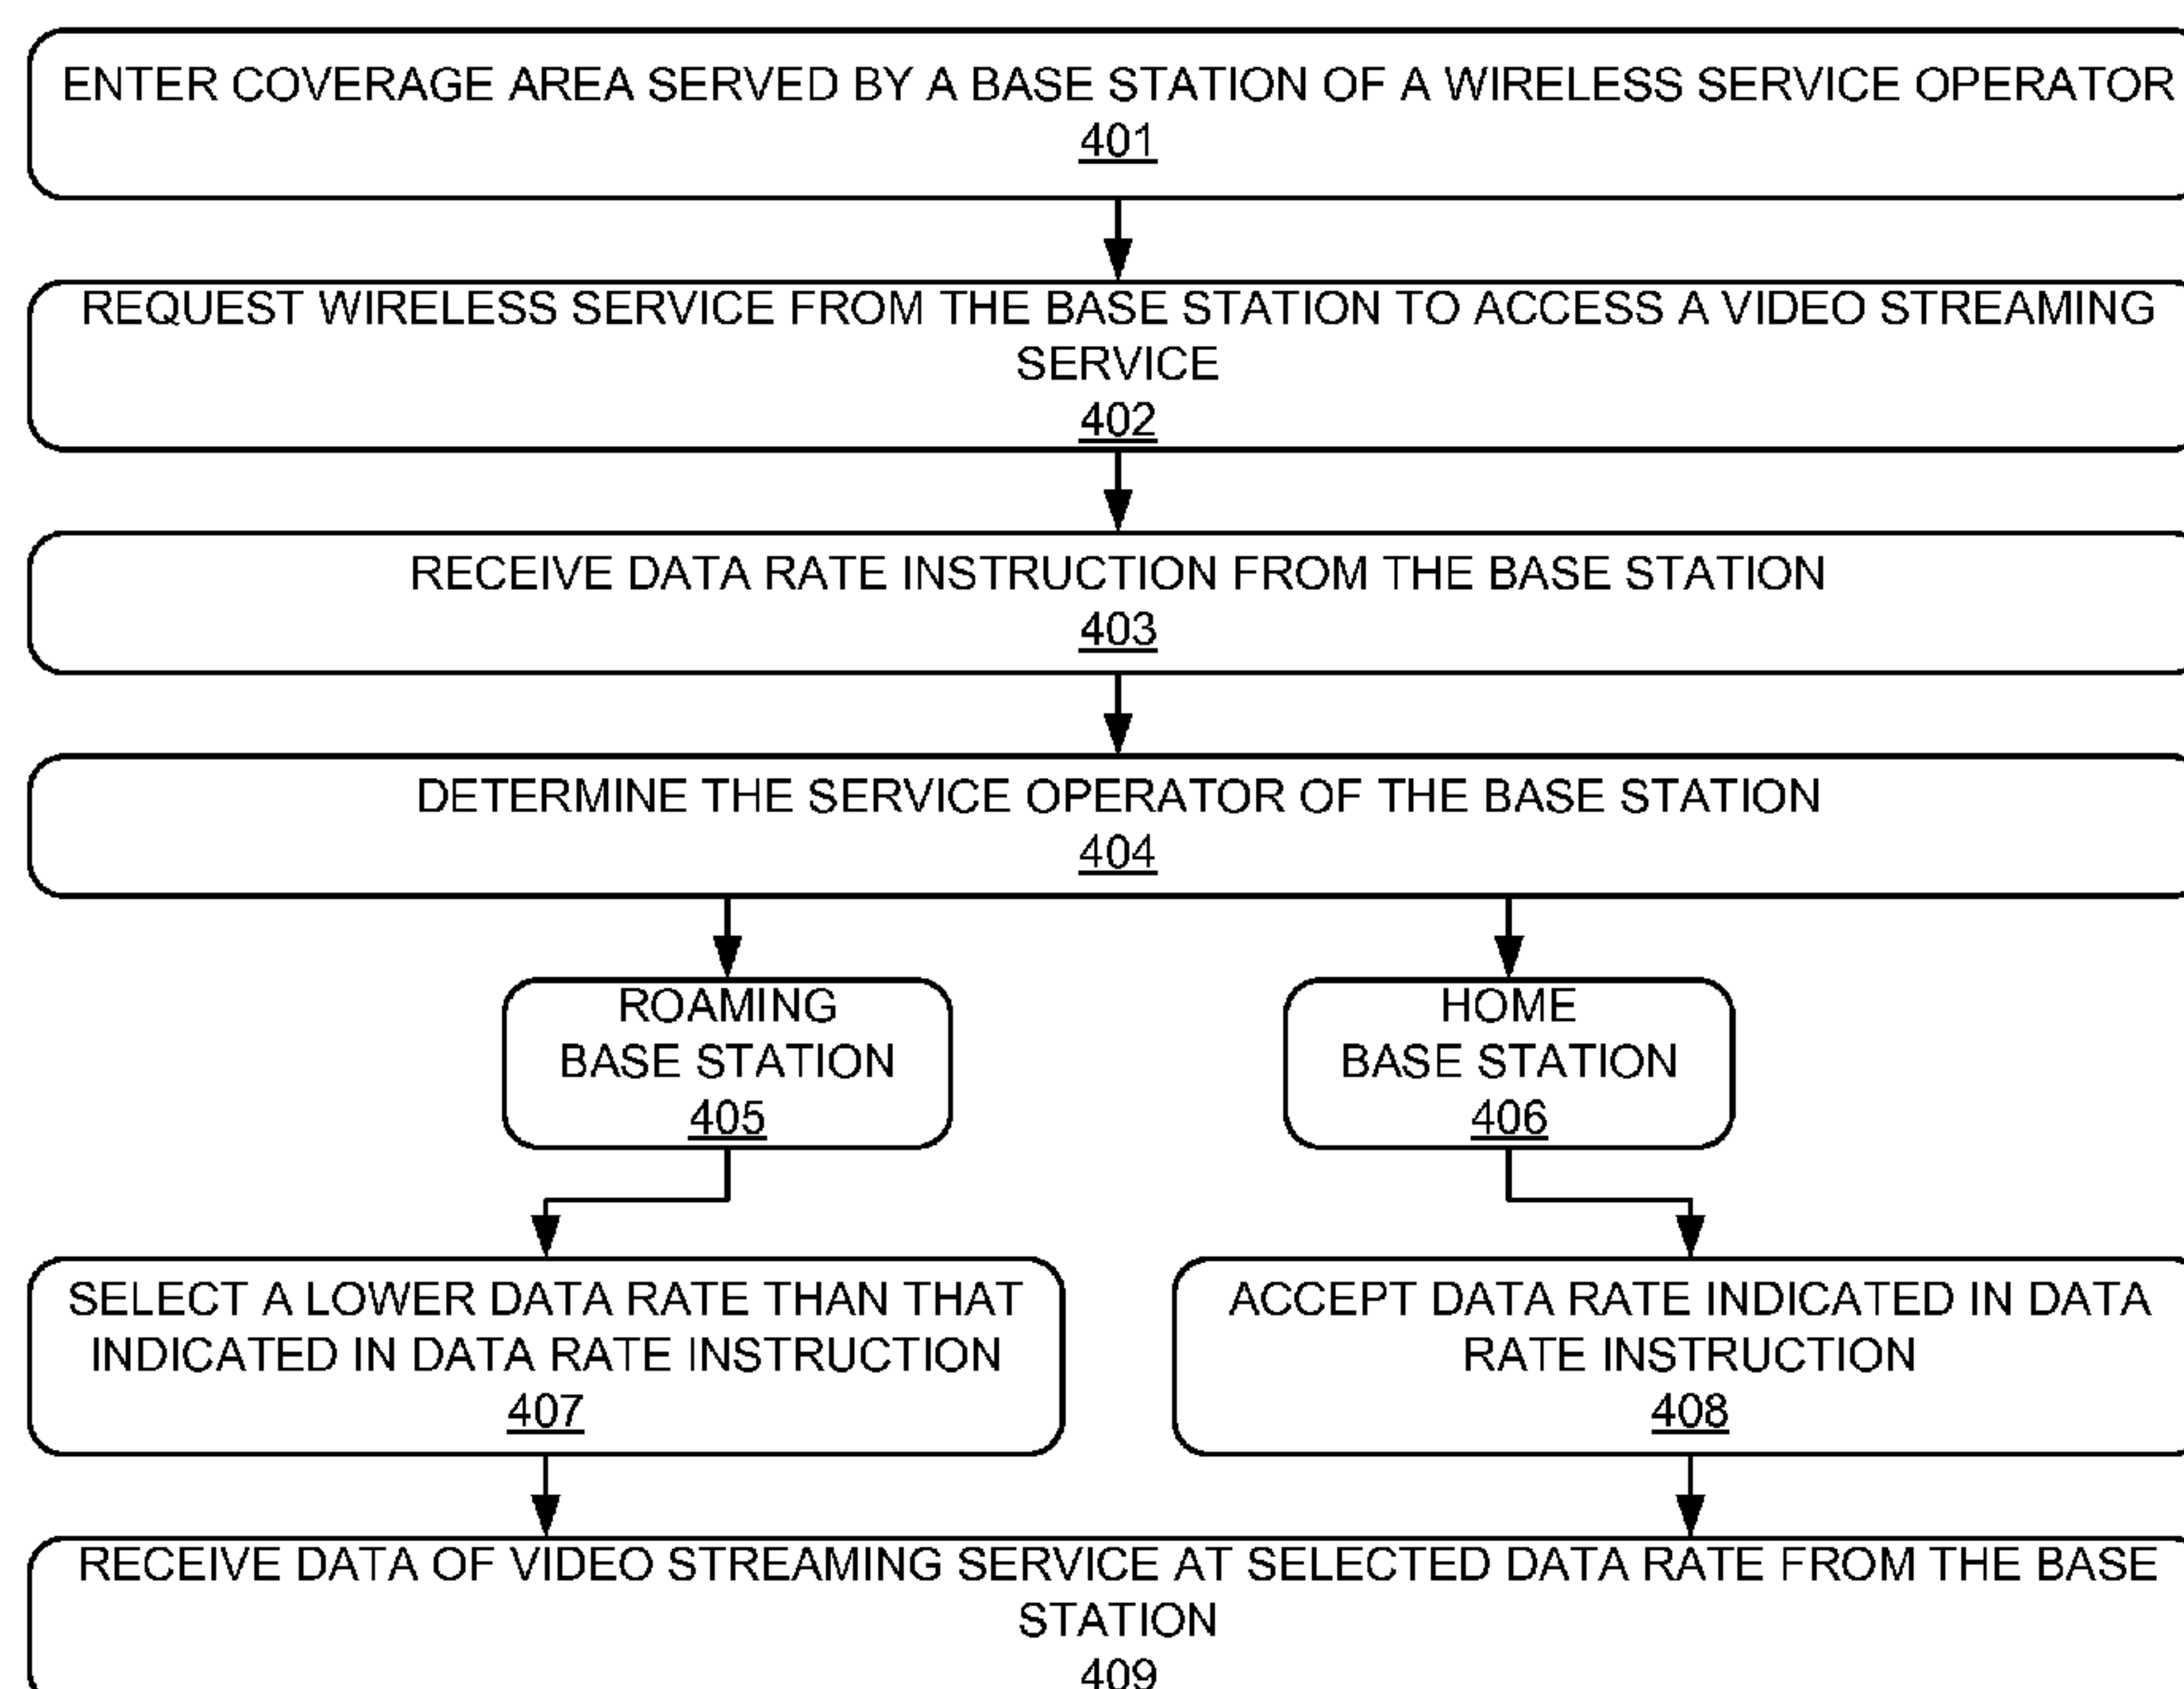 ENTER COVERAGE AREA SERVED BY A BASE STATION OF A WIRELESS SERVICE OPERATOR
401
REQUEST WIRELESS SERVICE FROM THE BASE STATION TO ACCESS A VIDEO STREAMING
SERVICE
402
RECEIVE DATA RATE INSTRUCTION FROM THE BASE STATION
403
DETERMINE THE SERVICE OPERATOR OF THE BASE STATION
404
ROAMING
BASE STATION
405
HOME
BASE STATION
406
SELECT A LOWER DATA RATE THAN THAT
INDICATED IN DATA RATE INSTRUCTION
407
ACCEPT DATA RATE INDICATED IN DATA
RATE INSTRUCTION
408
RECEIVE DATA OF VIDEO STREAMING SERVICE AT SELECTED DATA RATE FROM THE BASE
STATION
409